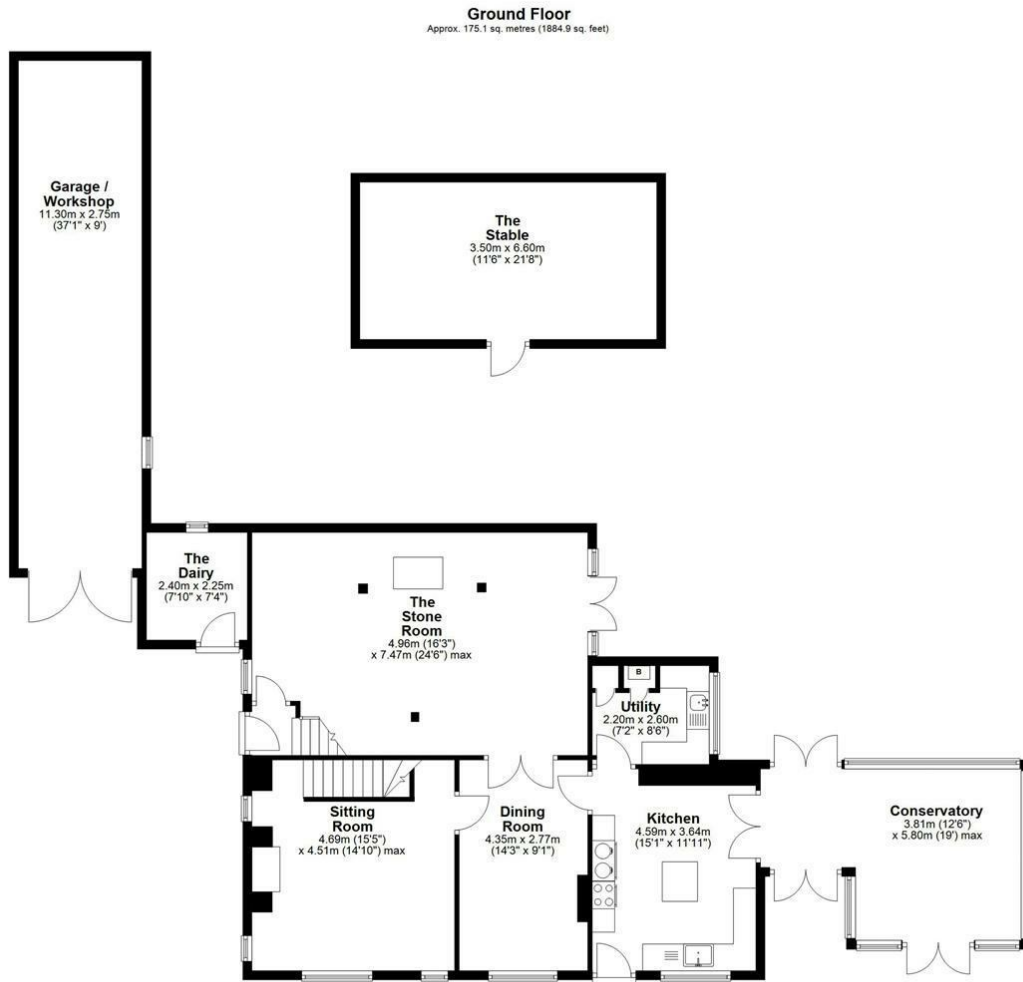 Ground Floor
Approx. 175.1 sq. metres (1884.9 sq. feet)
Garage /
Workshop
11.30m x 2.75m
(37'1" x 9')
The
Stable
3.50m x 6.60m
(11'6" x 21'8")
The
Dairy
2.40m x 2.25m
(7'10" x 7'4")
The
Stone
Room
4.96m (16'3")
x 7.47m (24'6") max
B
Utility
2.20m x 2.60m
(7'2" x 8'6")
Sitting
Room
4.69m (15'5")
x 4.51m (14'10") max
Dining
Room
4.35m x 2.77m
(14'3" x 9'1")
Kitchen
4.59m x 3.64m
(15'1" x 11'11")
Conservatory
3.81m (12'6")
x 5.80m (19') max